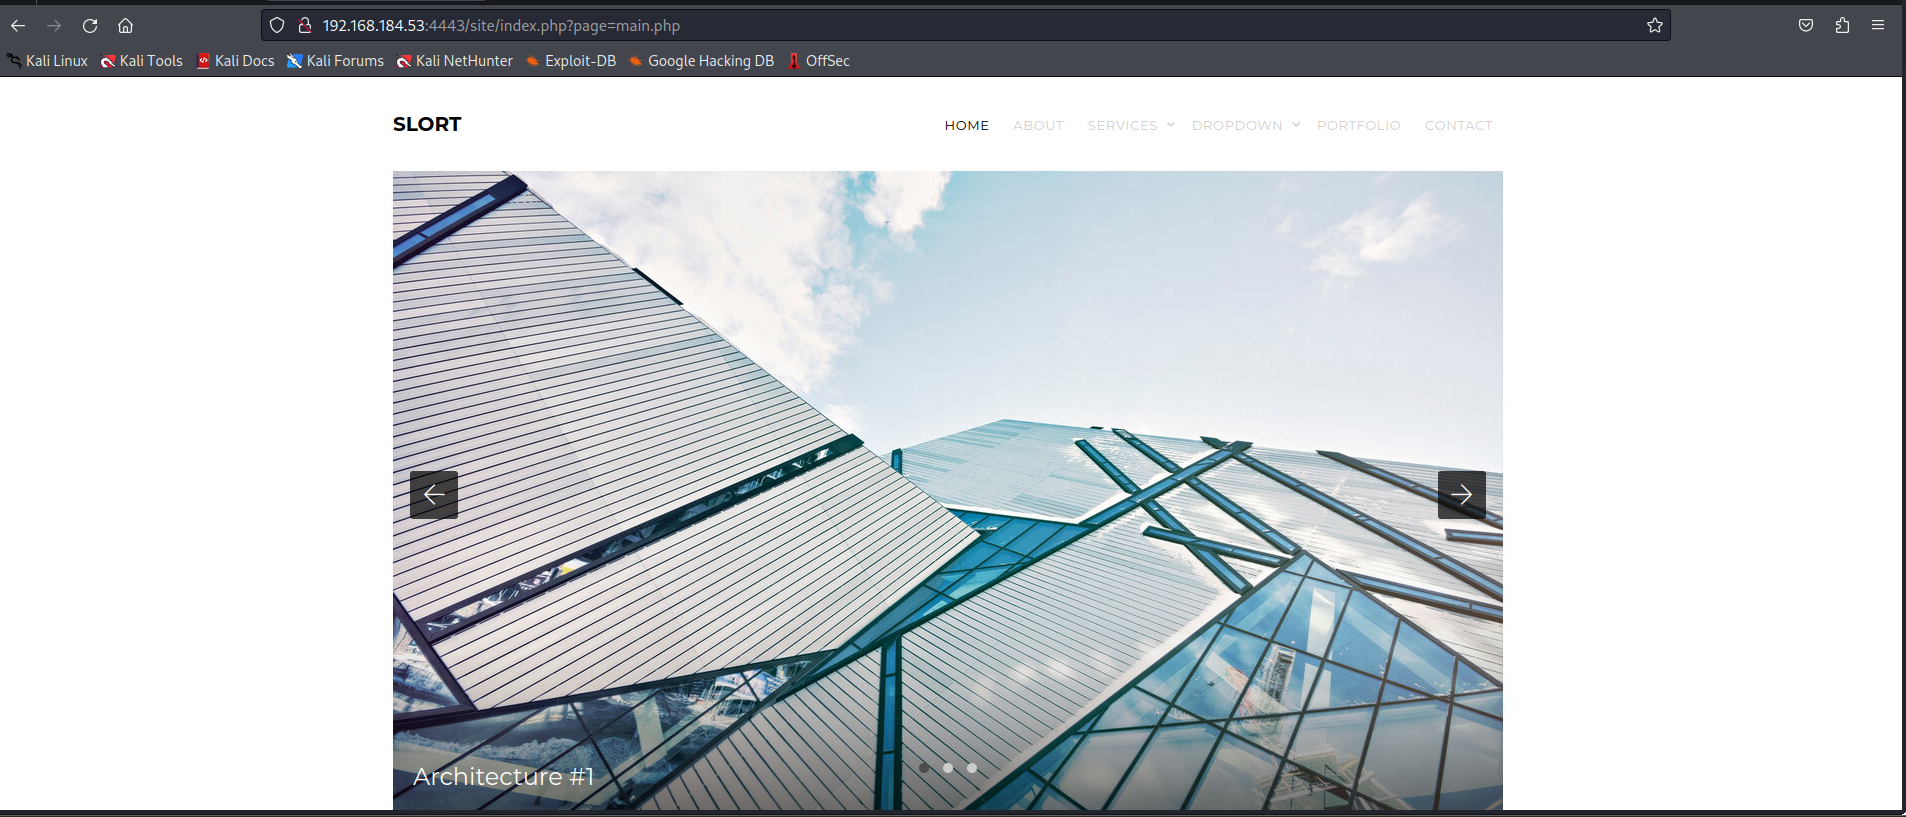 192.168.184.53:4443/site/index.php?page=main.php
Kali Linux Kali Tools Kali Docs Kali Forums Kali NetHunter Exploit-DB Google Hacking DB OffSec
SLORT HOME ABOUT SERVICES DROPDOWN PORTFOLIO CONTACT
Architecture #1